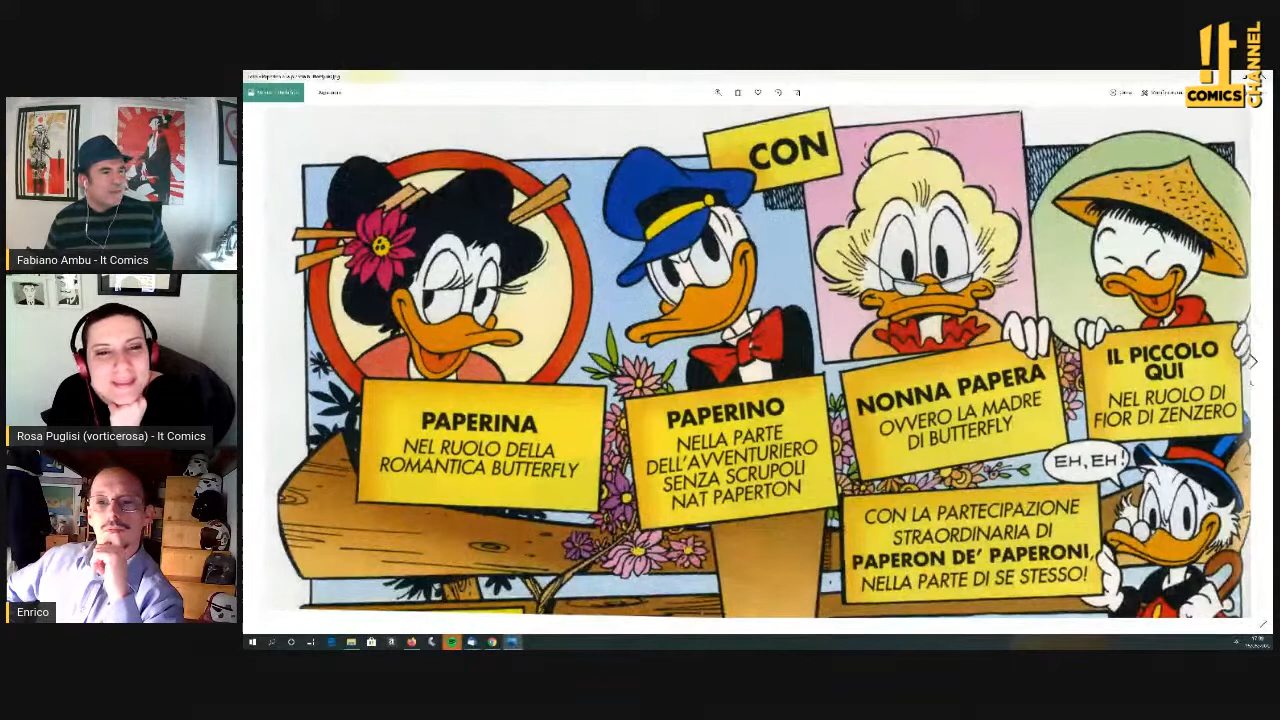 !t
COMICS
CHANNEL
Fabiano Ambu - It Comics
Rosa Puglisi (vorticerosa) - It Comics
Enrico
CON
PAPERINA
NEL RUOLO DELLA
ROMANTICA BUTTERFLY
PAPERINO
NELLA PARTE
DELL'AVVENTURIERO
SENZA SCRUPOLI
NAT PAPERTON
NONNA PAPERA
OVVERO LA MADRE
DI BUTTERFLY
IL PICCOLO
QUI
NEL RUOLO DI
FIOR DI ZENZERO
EH, EH!
CON LA PARTECIPAZIONE
STRAORDINARIA DI
PAPERON DE' PAPERONI,
NELLA PARTE DI SE STESSO!